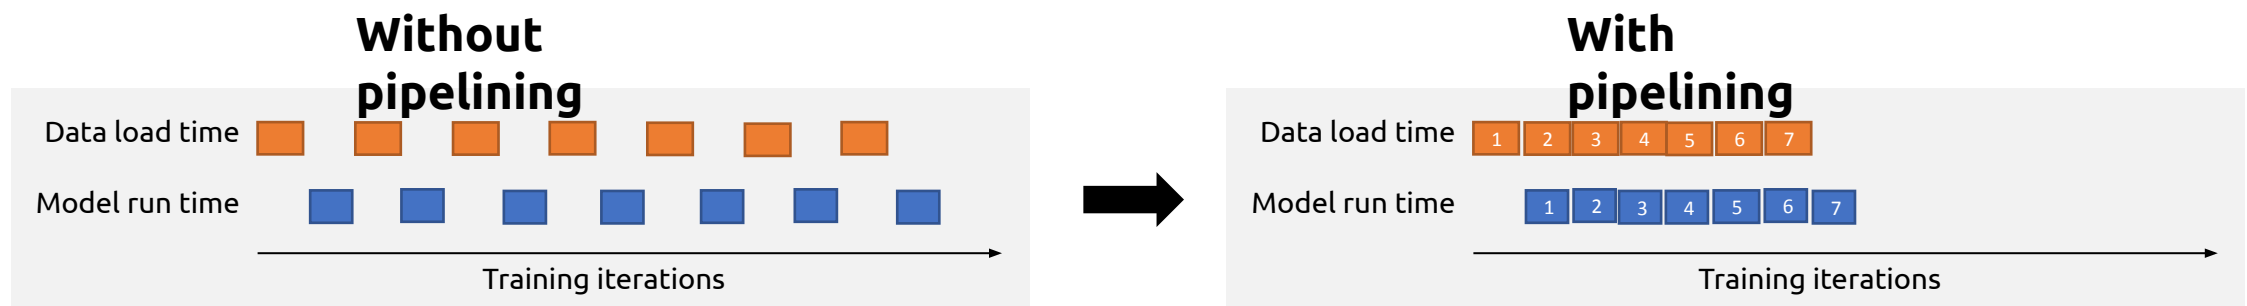 Without
pipelining
Data load time
Model run time
Training iterations
With
pipelining
Data load time 1 2 3 4 5 6 7
Model run time 1 2 3 4 5 6 7
Training iterations